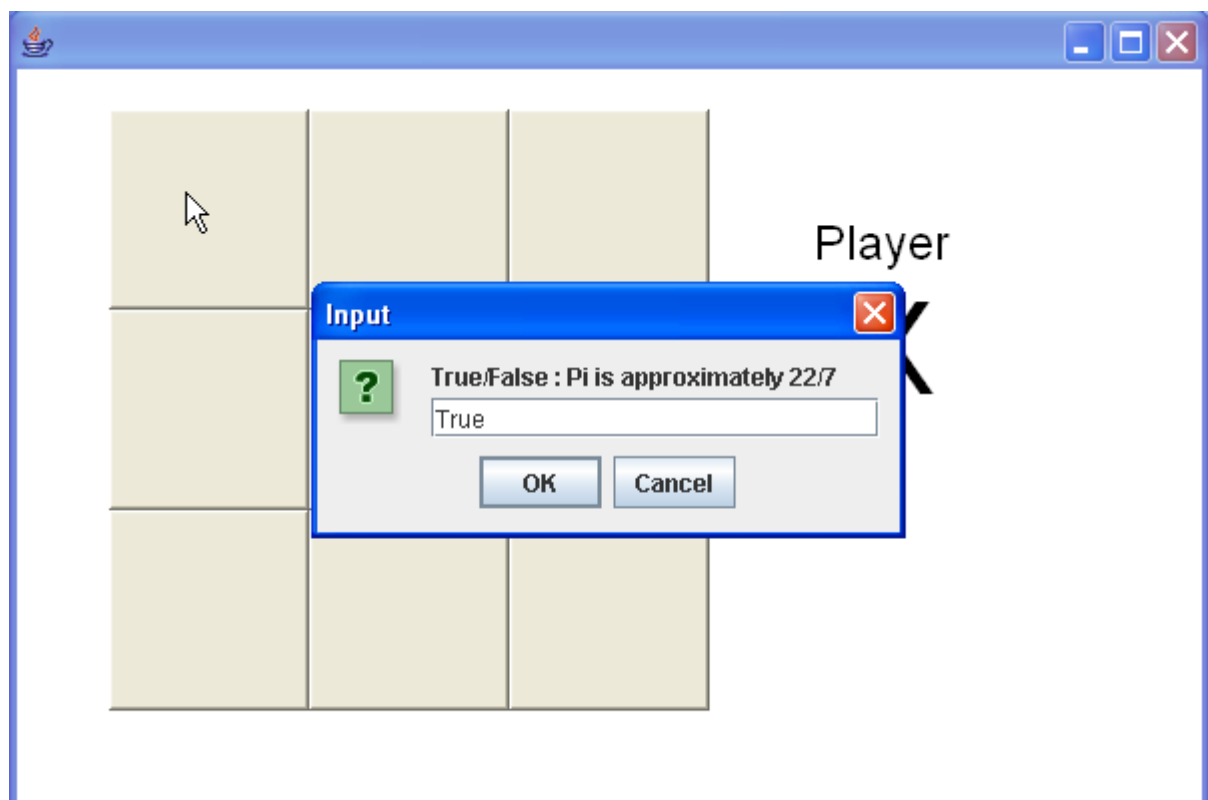 Player
X
Input
?
True/False : Pi is approximately 22/7
True
OK
Cancel